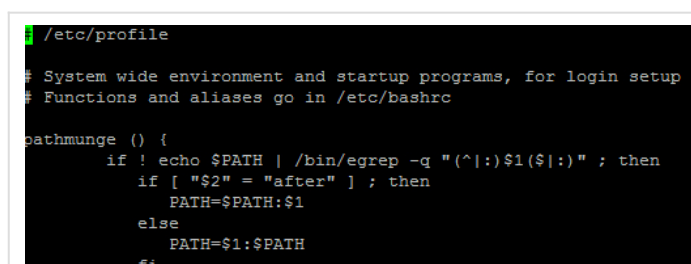 # /etc/profile
# System wide environment and startup programs, for login setup
# Functions and aliases go in /etc/bashrc
pathmunge () {
if ! echo $PATH | /bin/egrep -q "(^|:)$1($|:)" ; then
if [ "$2" = "after" ] ; then
PATH=$PATH:$1
else
PATH=$1:$PATH
fi